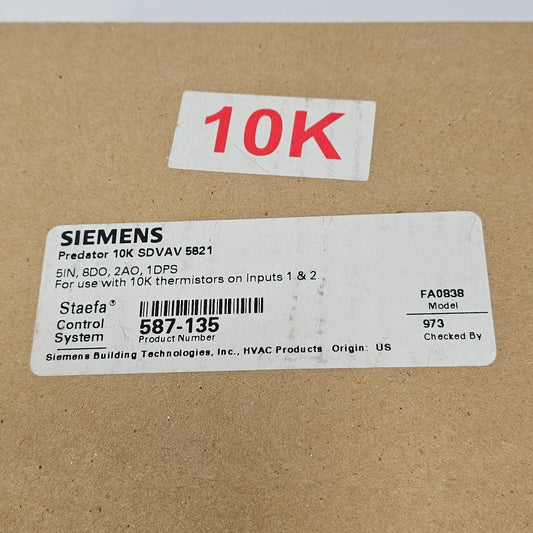 10K
SIEMENS
Predator 10K SDVAV 5821
5IN, 8DO, 2AO, 1DPS
For use with 10K thermistors on Inputs 1 & 2
Staefa®
Control
System
587-135
Product Number
FA0838
Model
973
Checked By
Siemens Building Technologies, Inc., HVAC Products Origin: US